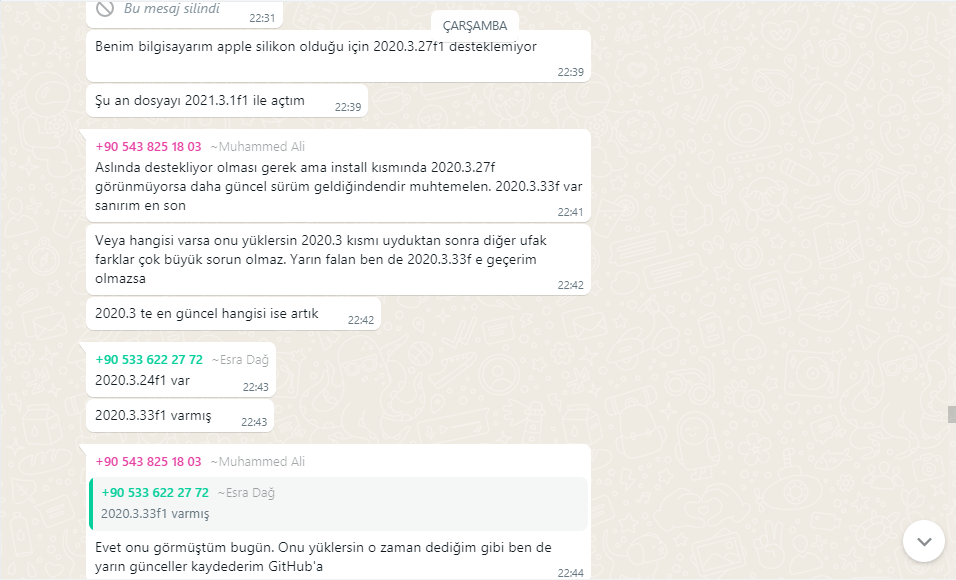 Bu mesaj silindi
22:31
ÇARŞAMBA
Benim bilgisayarım apple silikon olduğu için 2020.3.27f1 desteklemiyor
22:39
Şu an dosyayı 2021.3.1f1 ile açtım
22:39
+90 543 825 18 03 ~Muhammed Ali
Aslında destekliyor olması gerek ama install kısmında 2020.3.27f
görünmüyorsa daha güncel sürüm geldiğindendir muhtemelen. 2020.3.33f var
sanırım en son
22:41
Veya hangisi varsa onu yüklersin 2020.3 kısmı uyduktan sonra diğer ufak
farklar çok büyük sorun olmaz. Yarın falan ben de 2020.3.33f e geçerim
olmazsa
22:42
2020.3 te en güncel hangisi ise artık
22:42
+90 533 622 27 72 ~Esra Dağ
2020.3.24f1 var
22:43
2020.3.33f1 varmış
22:43
+90 543 825 18 03 ~Muhammed Ali
+90 533 622 27 72 ~Esra Dağ
2020.3.33f1 varmış
Evet onu görmüştüm bugün. Onu yüklersin o zaman dediğim gibi ben de
yarın günceller kaydederim GitHub'a
22:44